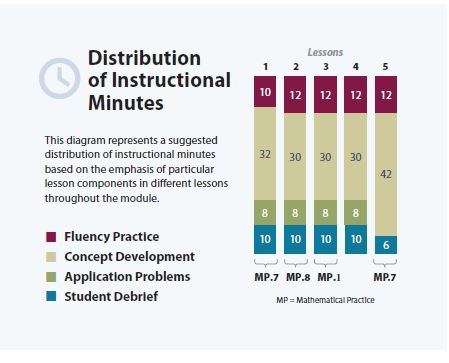 Distribution
of Instructional
Minutes
This diagram represents a suggested
distribution of instructional minutes
based on the emphasis of particular
lesson components in different lessons
throughout the module.
Fluency Practice
Concept Development
Application Problems
Student Debrief
Lessons
1 2 3 4 5
10 12 12 12 12
32 30 30 30 42
8 8 8 8
10 10 10 10 6
MP.7 MP.8 MP.1 MP.7
MP = Mathematical Practice